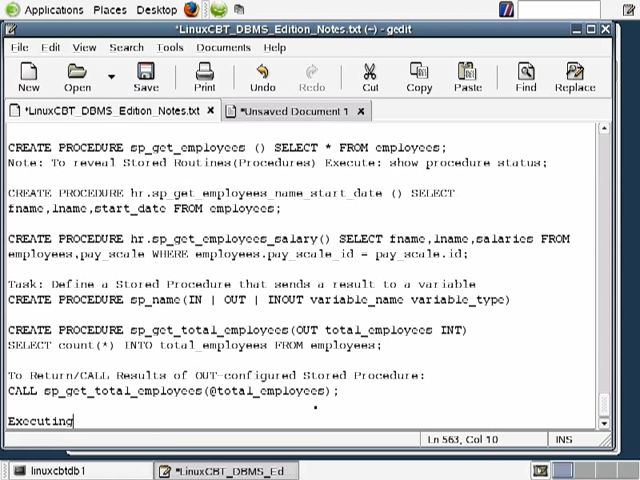 Applications Places Desktop
*LinuxCBT_DBMS_Edition_Notes.txt (~) - gedit
File Edit View Search Tools Documents Help
New Open Save Print Undo Redo Cut Copy Paste Find Replace
*LinuxCBT_DBMS_Edition_Notes.txt *Unsaved Document 1
CREATE PROCEDURE sp_get_employees () SELECT * FROM employees;
Note: To reveal Stored Routines(Procedures) Execute: show procedure status;
CREATE PROCEDURE hr.sp_get_employees_name_start_date () SELECT
fname,lname,start_date FROM employees;
CREATE PROCEDURE hr.sp_get_employees_salary() SELECT fname,lname,salaries FROM
employees.pay_scale WHERE employees.pay_scale_id = pay_scale.id;
Task: Define a Stored Procedure that sends a result to a variable
CREATE PROCEDURE sp_name(IN | OUT | INOUT variable_name variable_type)
CREATE PROCEDURE sp_get_total_employees(OUT total_employees INT)
SELECT count(*) INTO total_employees FROM employees;
To Return/CALL Results of OUT-configured Stored Procedure:
CALL sp_get_total_employees(@total_employees);
Executing
Ln 563, Col 10 INS
linuxcbtdb1 *LinuxCBT_DBMS_Ed...